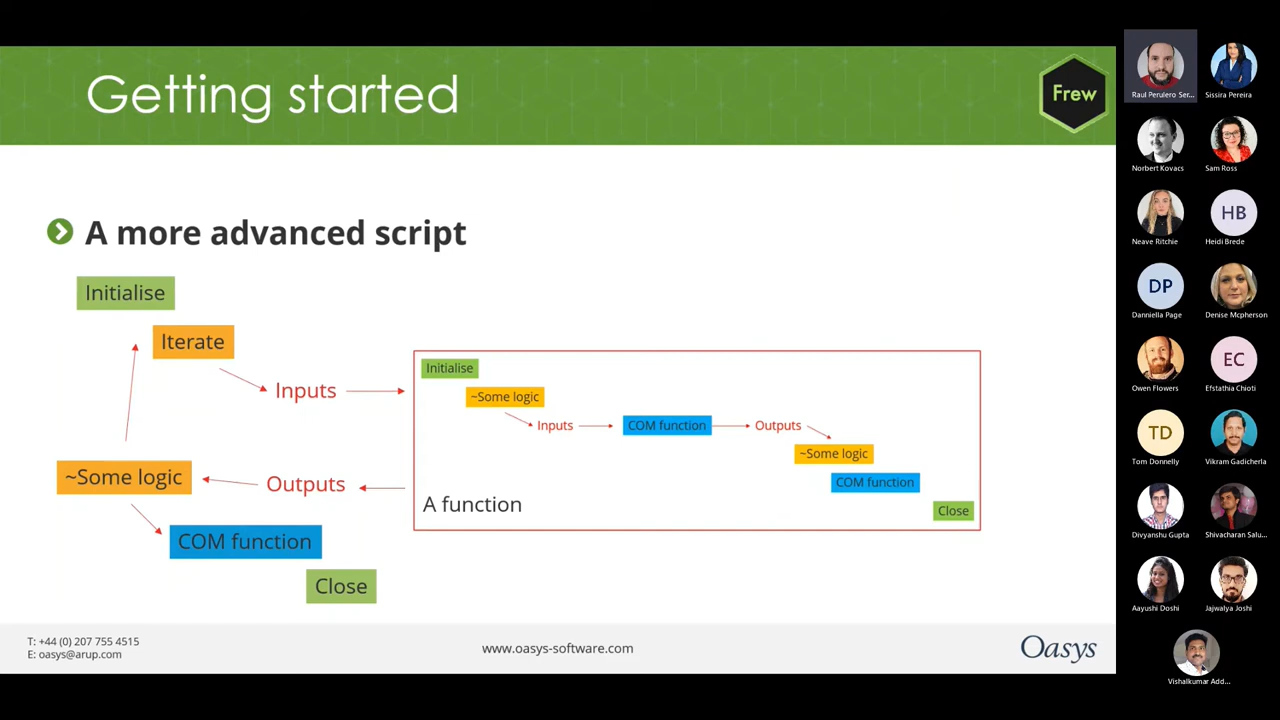 Getting started
Frew
A more advanced script
Initialise
Iterate
Inputs
~Some logic
Outputs
COM function
Close
Initialise
~Some logic
Inputs
COM function
Outputs
~Some logic
COM function
Close
A function
T: +44 (0) 207 755 4515
E: oasys@arup.com
www.oasys-software.com
Oasys
Raul Perulero Ser...
Sissira Pereira
Norbert Kovacs
Sam Ross
Neave Ritchie
HB
Heidi Brede
DP
Danniella Page
Denise Mcpherson
Owen Flowers
EC
Efstathia Chioti
TD
Tom Donnelly
Vikram Gadicherla
Divyanshu Gupta
Shivacharan Salu...
Aayushi Doshi
Jajwalya Joshi
Vishalkumar Add...